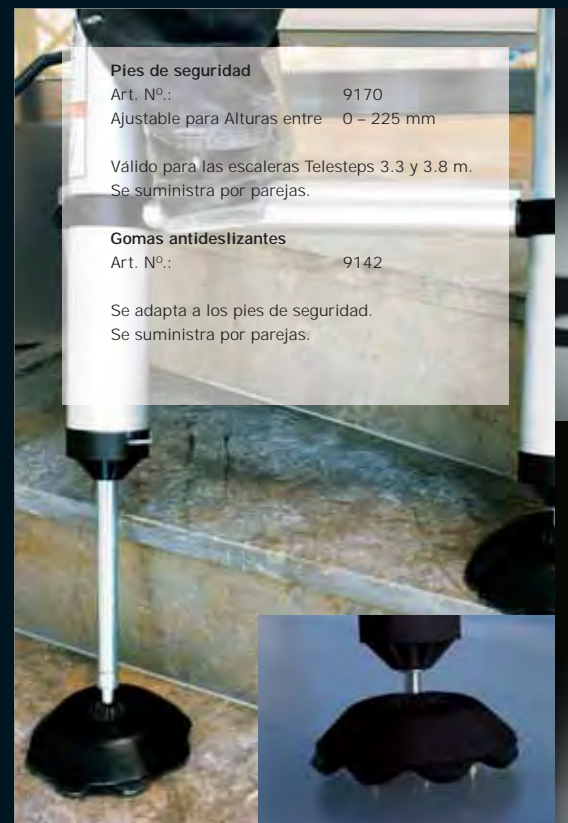 Pies de seguridad
Art. Nº.: 9170
Ajustable para Alturas entre 0 – 225 mm
Válido para las escaleras Telesteps 3.3 y 3.8 m.
Se suministra por parejas.
Gomas antideslizantes
Art. Nº.: 9142
Se adapta a los pies de seguridad.
Se suministra por parejas.